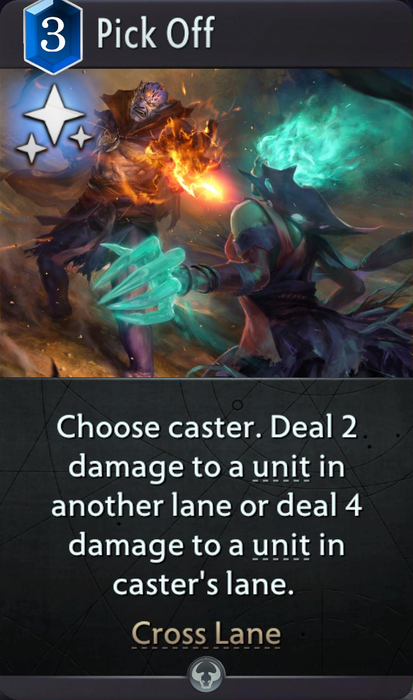 3
Pick Off
Choose caster. Deal 2
damage to a unit in
another lane or deal 4
damage to a unit in
caster's lane.
Cross Lane